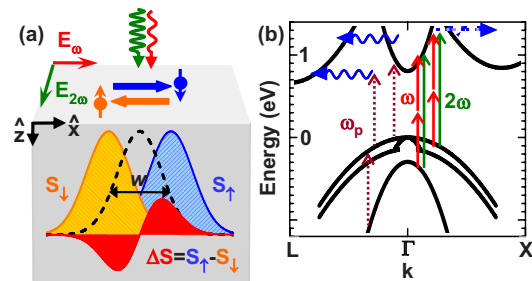 (a)
E_ω
E_2ω
ẑ
x̂
w
S↓
S↑
ΔS=S↑-S↓
(b)
Energy (eV)
1
0
ω_p
ω
2ω
L
Γ
X
k